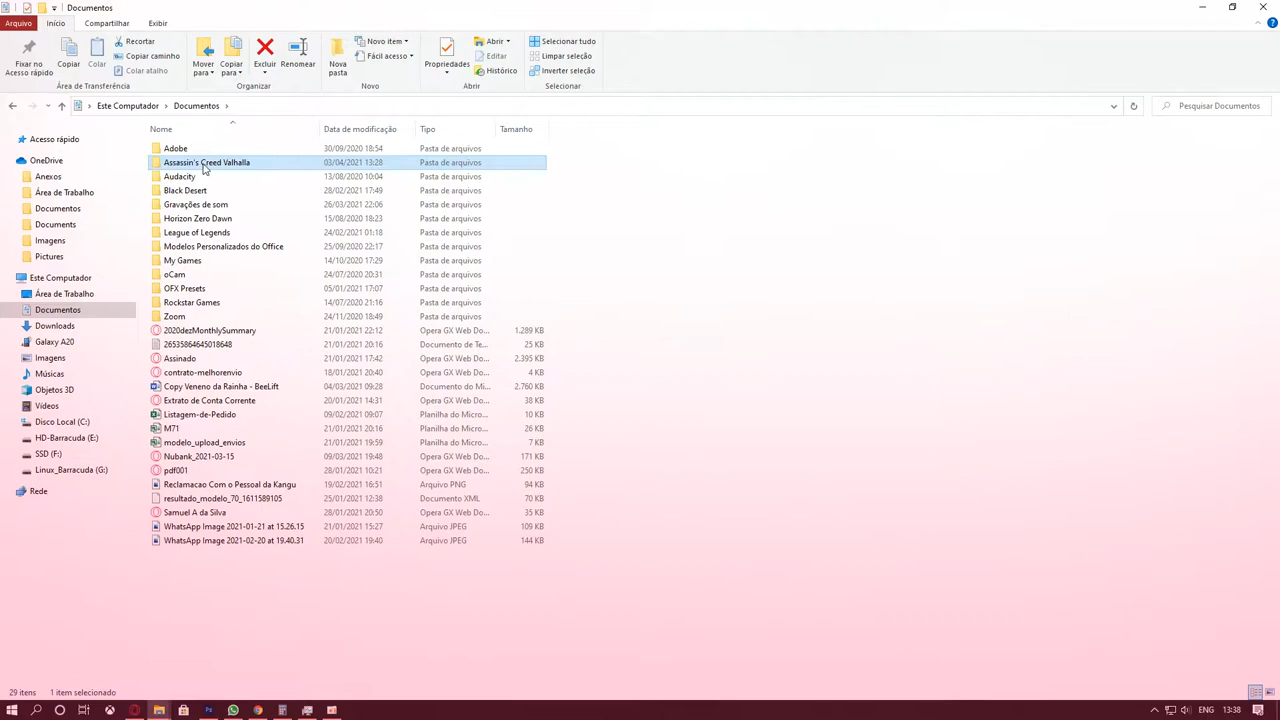 Documentos
Arquivo Início Compartilhar Exibir
Fixar no Acesso rápido
Copiar
Colar
Recortar
Copiar caminho
Colar atalho
Área de Transferência
Mover para
Copiar para
Excluir
Renomear
Organizar
Nova pasta
Novo item
Fácil acesso
Novo
Propriedades
Abrir
Editar
Histórico
Abrir
Selecionar tudo
Limpar seleção
Inverter seleção
Selecionar
Este Computador > Documentos >
Pesquisar Documentos
Acesso rápido
OneDrive
Anexos
Área de Trabalho
Documentos
Documents
Imagens
Pictures
Este Computador
Área de Trabalho
Documentos
Downloads
Galaxy A20
Imagens
Músicas
Objetos 3D
Vídeos
Disco Local (C:)
HD-Barracuda (E:)
SSD (F:)
Linux_Barracuda (G:)
Rede
Nome Data de modificação Tipo Tamanho
Adobe 30/09/2020 18:54 Pasta de arquivos
Assassin's Creed Valhalla 03/04/2021 13:28 Pasta de arquivos
Audacity 13/08/2020 10:04 Pasta de arquivos
Black Desert 28/02/2021 17:49 Pasta de arquivos
Gravações de som 26/03/2021 22:06 Pasta de arquivos
Horizon Zero Dawn 15/08/2020 18:23 Pasta de arquivos
League of Legends 24/02/2021 01:18 Pasta de arquivos
Modelos Personalizados do Office 25/09/2020 22:17 Pasta de arquivos
My Games 14/10/2020 17:29 Pasta de arquivos
oCam 24/07/2020 20:31 Pasta de arquivos
OFX Presets 05/01/2021 17:07 Pasta de arquivos
Rockstar Games 14/07/2020 21:16 Pasta de arquivos
Zoom 24/11/2020 18:49 Pasta de arquivos
2020dezMonthlySummary 21/01/2021 22:12 Opera GX Web Do... 1.289 KB
26535864645018648 21/01/2021 20:16 Documento de Te... 25 KB
Assinado 21/01/2021 17:42 Opera GX Web Do... 2.395 KB
contrato-melhorenvio 18/01/2021 20:40 Opera GX Web Do... 4 KB
Copy Veneno da Rainha - BeeLift 04/03/2021 09:28 Documento do Mi... 2.760 KB
Extrato de Conta Corrente 20/01/2021 14:31 Opera GX Web Do... 38 KB
Listagem-de-Pedido 09/02/2021 09:07 Planilha do Micro... 10 KB
M71 21/01/2021 20:16 Planilha do Micro... 26 KB
modelo_upload_envios 21/01/2021 19:59 Planilha do Micro... 7 KB
Nubank_2021-03-15 09/03/2021 19:48 Opera GX Web Do... 171 KB
pdf001 28/01/2021 10:21 Opera GX Web Do... 250 KB
Reclamacao Com o Pessoal da Kangu 19/02/2021 16:51 Arquivo PNG 94 KB
resultado_modelo_70_1611589105 25/01/2021 12:38 Documento XML 70 KB
Samuel A da Silva 28/01/2021 20:50 Opera GX Web Do... 35 KB
WhatsApp Image 2021-01-21 at 15.26.15 21/01/2021 15:27 Arquivo JPEG 109 KB
WhatsApp Image 2021-02-20 at 19.40.31 20/02/2021 19:40 Arquivo JPEG 144 KB
29 itens 1 item selecionado
ENG 13:38